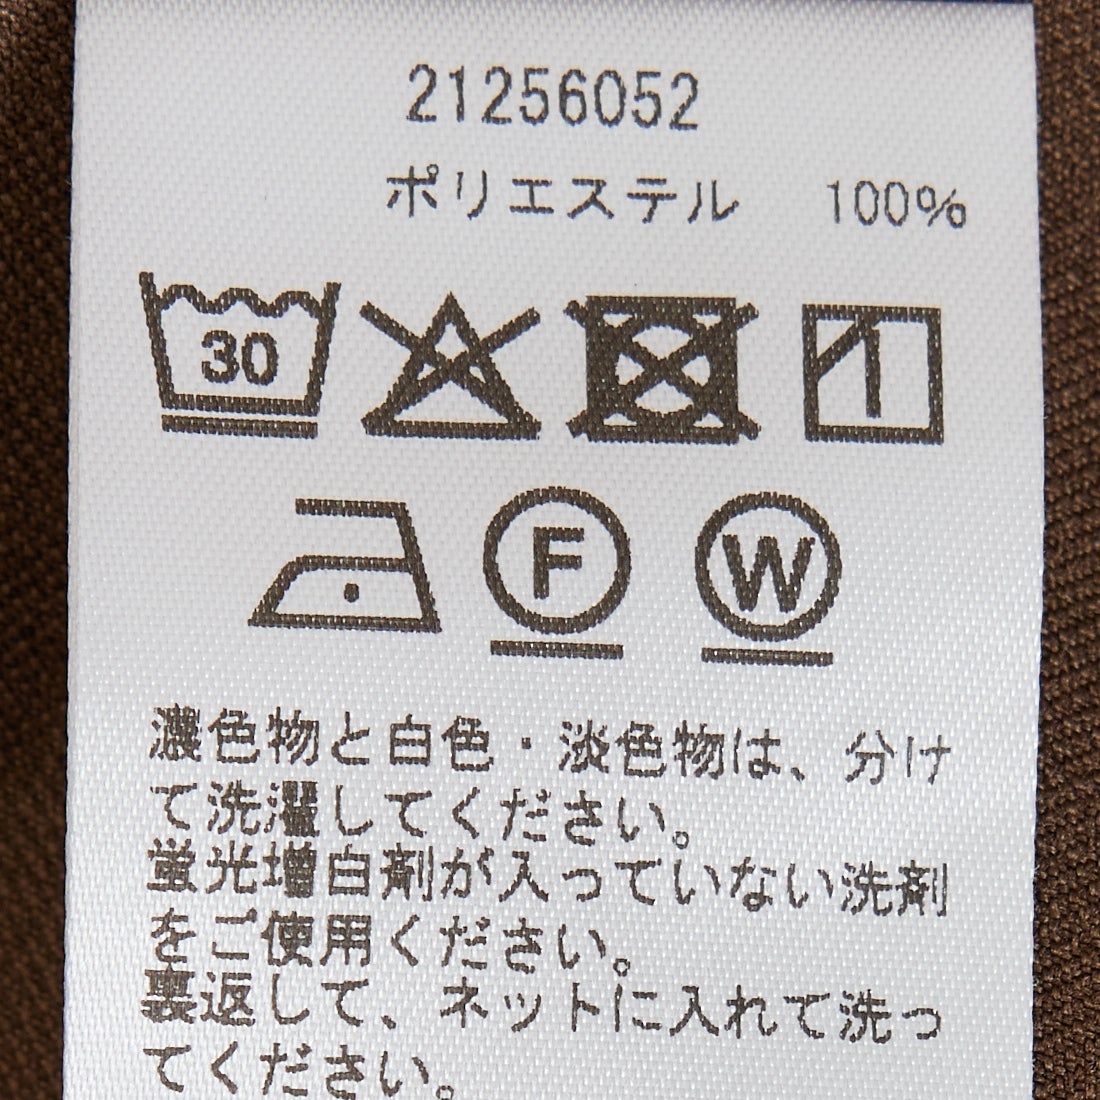 21256052
ポリエステル 100%
30
F
W
濃色物と白色・淡色物は、分け
て洗濯してください。
蛍光増白剤が入っていない洗剤
をご使用ください。
裏返して、ネットに入れて洗っ
てください。